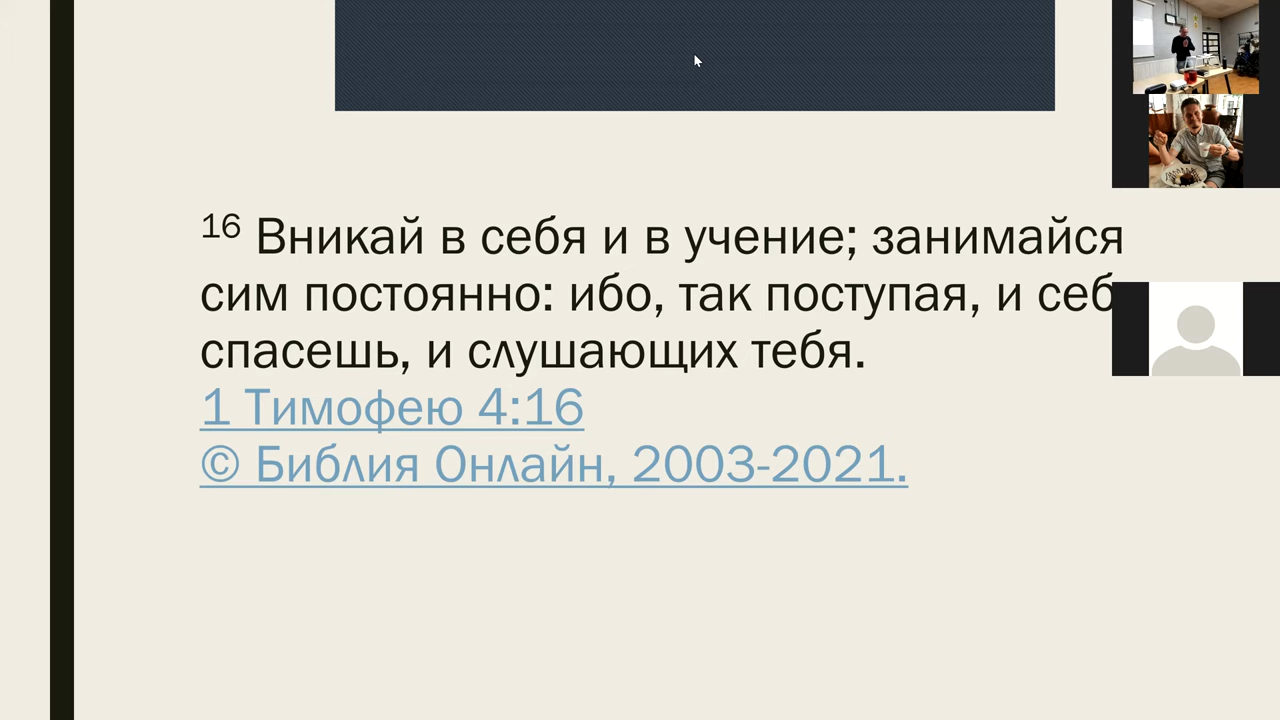 16 Вникай в себя и в учение; занимайся
сим постоянно: ибо, так поступая, и себ
спасешь, и слушающих тебя.
1 Тимофею 4:16
© Библия Онлайн, 2003-2021.